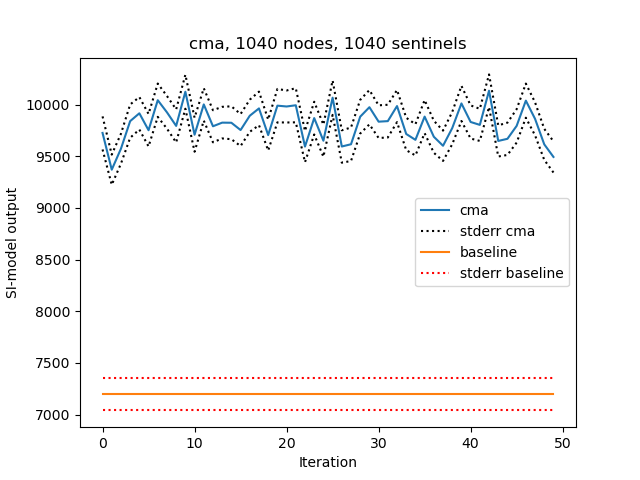 cma, 1040 nodes, 1040 sentinels
SI-model output
10000
9500
9000
8500
8000
7500
7000
cma
stderr cma
baseline
stderr baseline
0
10
20
30
40
50
Iteration